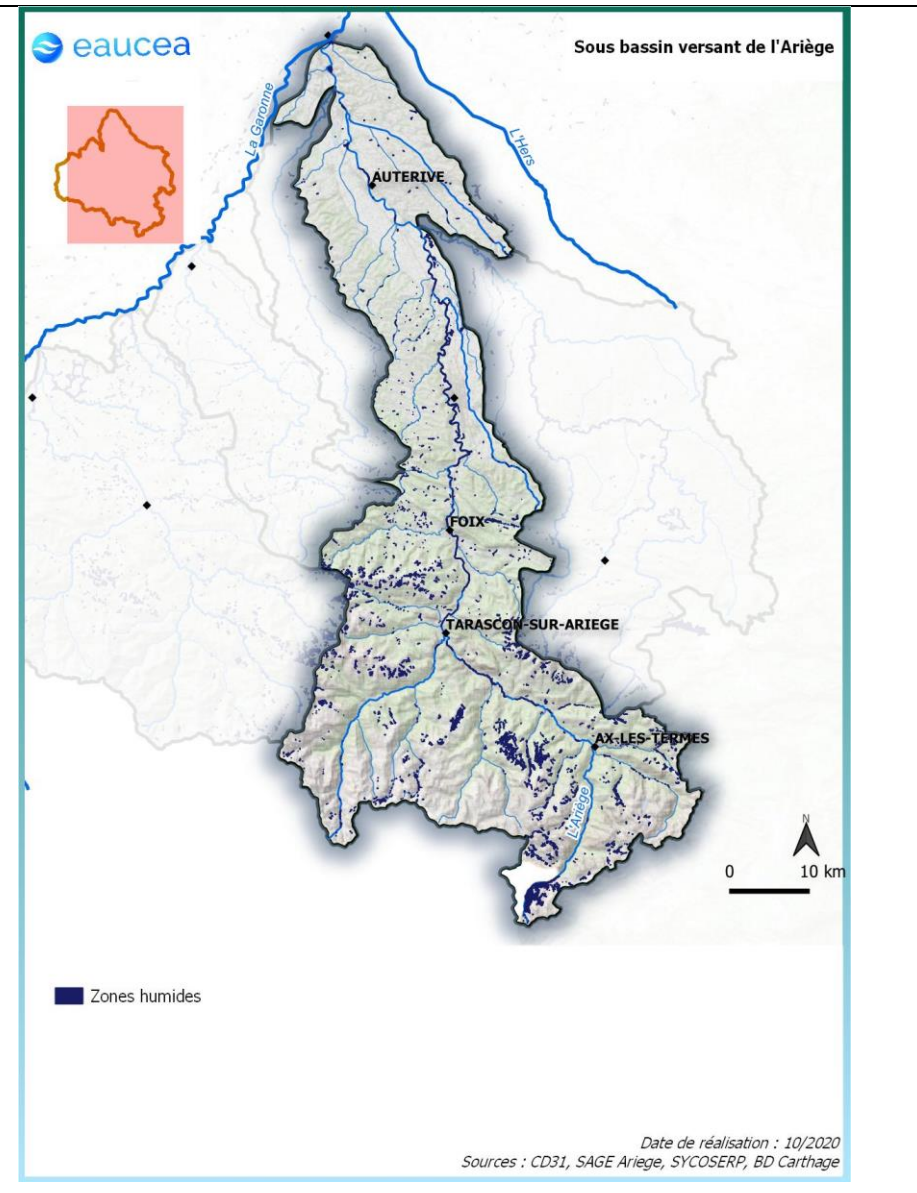 eaucea
Sous bassin versant de l'Ariège
La Garonne
L'Hers
AUTERIVE
FOIX
TARASCON-SUR-ARIEGE
AX-LES-TERMES
L'Ariège
N
0 10 km
Zones humides
Date de réalisation : 10/2020
Sources : CD31, SAGE Ariege, SYCOSERP, BD Carthage